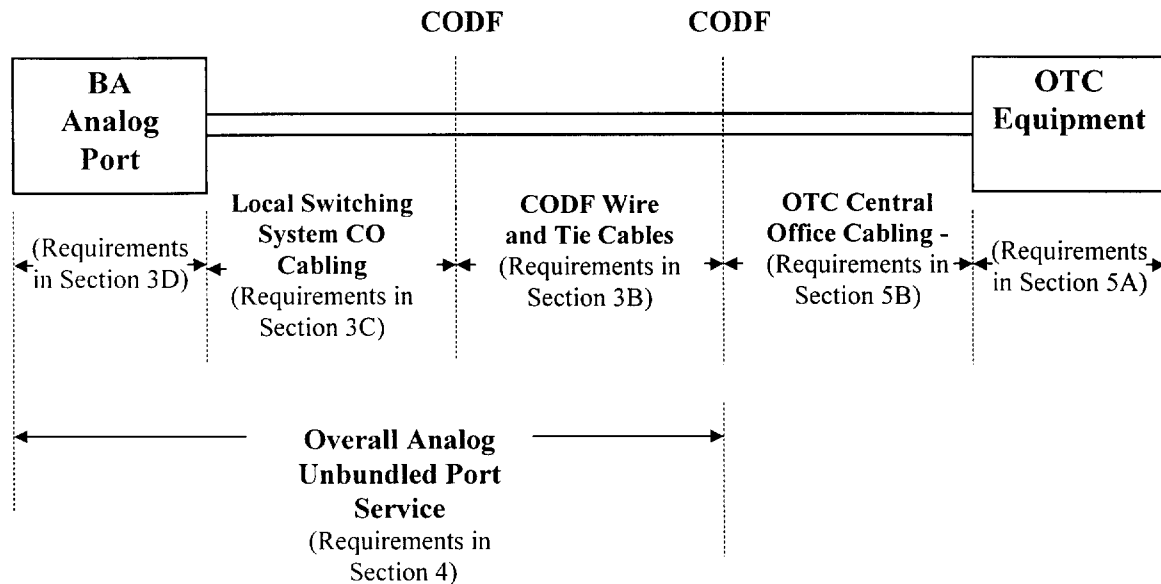 CODF
CODF
BA
Analog
Port
OTC
Equipment
(Requirements
in Section 3D)
Local Switching
System CO
Cabling
(Requirements in
Section 3C)
CODF Wire
and Tie Cables
(Requirements in
Section 3B)
OTC Central
Office Cabling -
(Requirements in
Section 5B)
(Requirements
in Section 5A)
Overall Analog
Unbundled Port
Service
(Requirements in
Section 4)